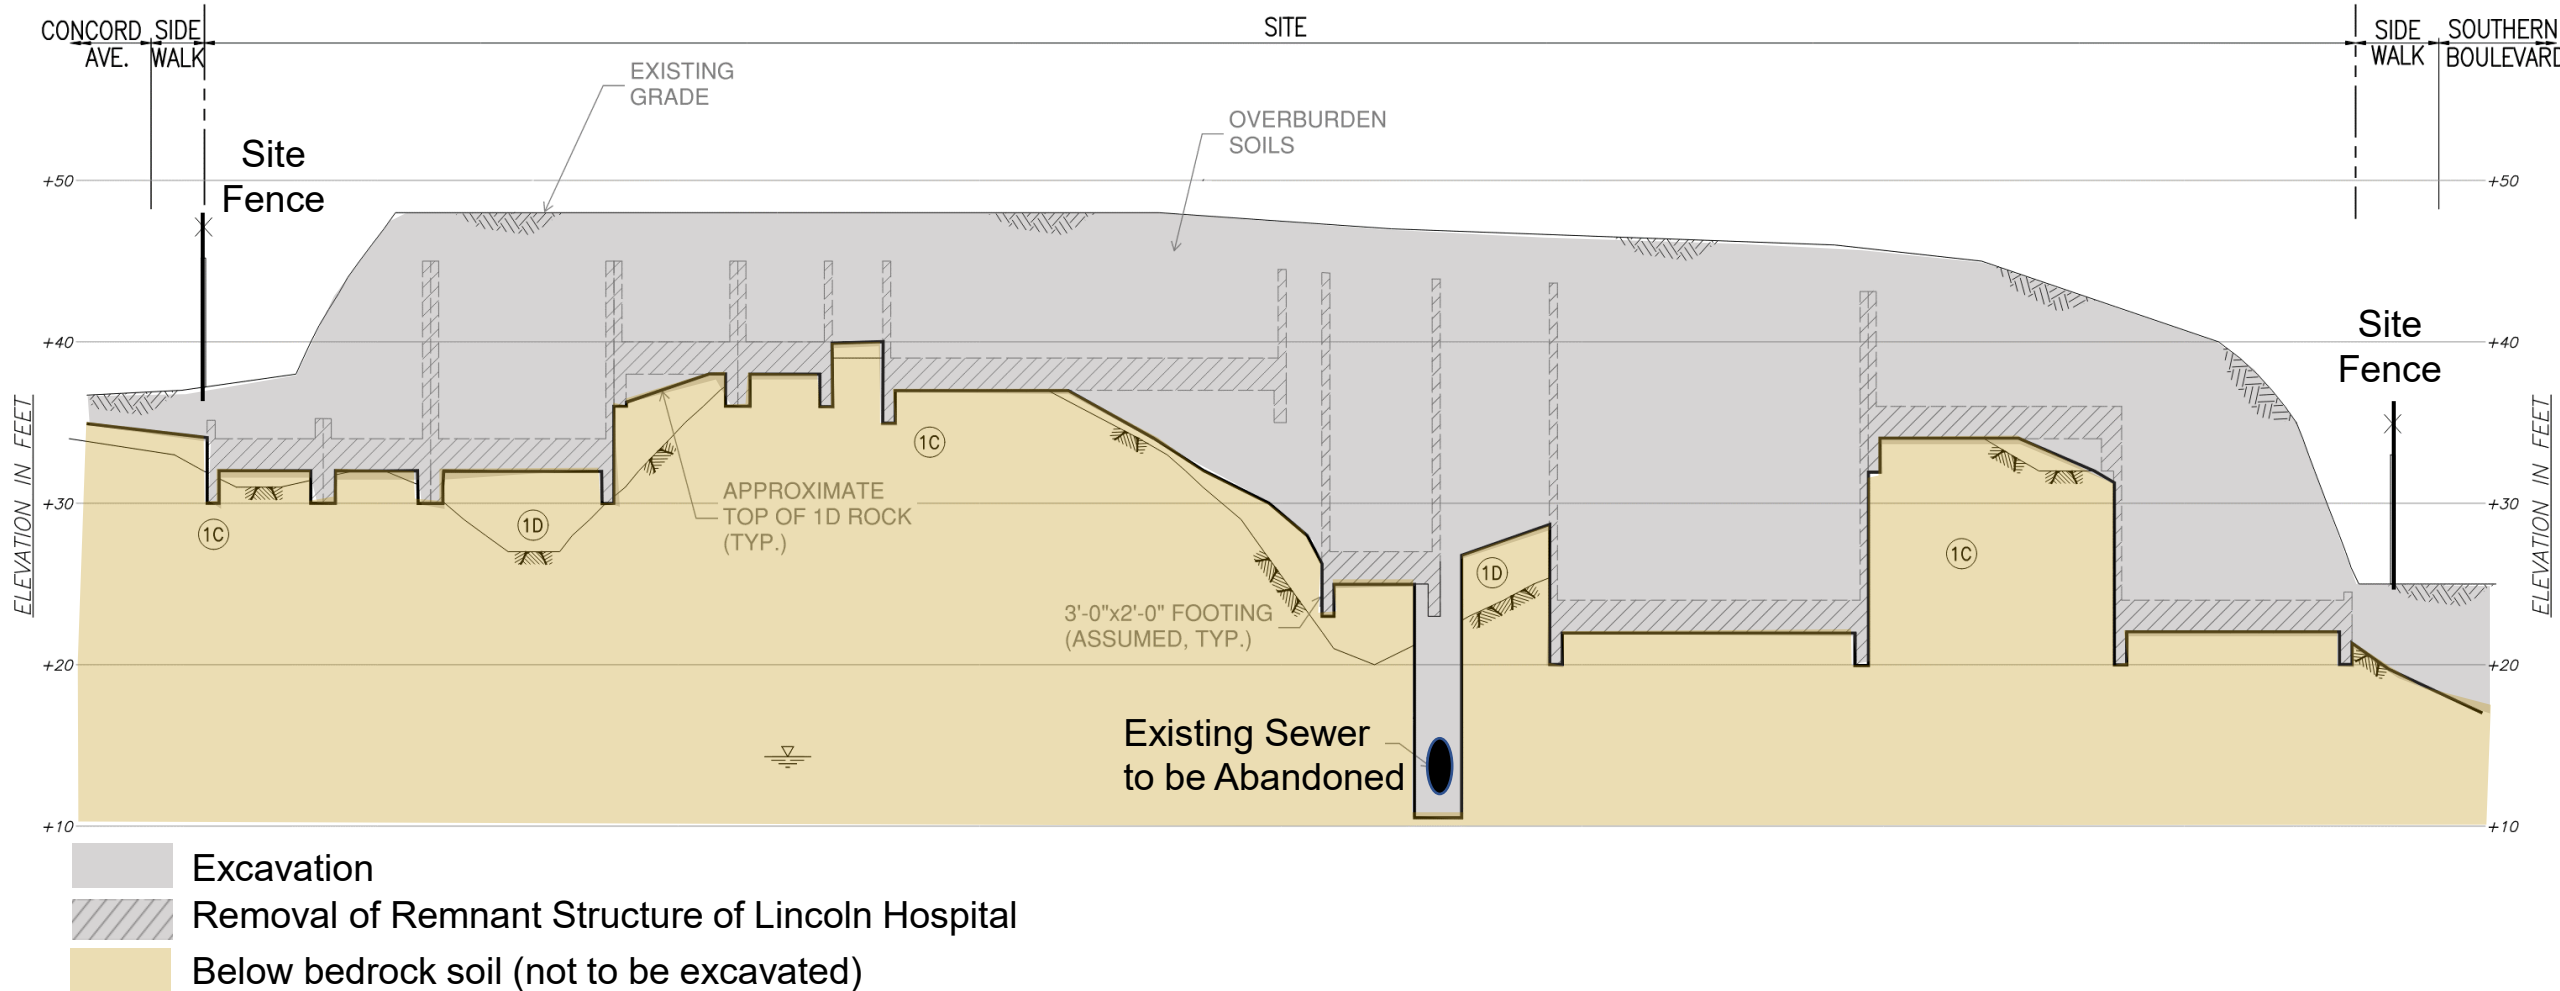 CONCORD
AVE.
SIDE
WALK
SITE
SIDE
WALK
SOUTHERN
BOULEVARD
EXISTING
GRADE
OVERBURDEN
SOILS
Site
Fence
+50
+50
Site
Fence
+40
+40
ELEVATION IN FEET
ELEVATION IN FEET
1C
APPROXIMATE
TOP OF 1D ROCK
(TYP.)
+30
+30
1C
1D
1C
1D
3'-0"x2'-0" FOOTING
(ASSUMED, TYP.)
+20
+20
Existing Sewer
to be Abandoned
+10
+10
Excavation
Removal of Remnant Structure of Lincoln Hospital
Below bedrock soil (not to be excavated)